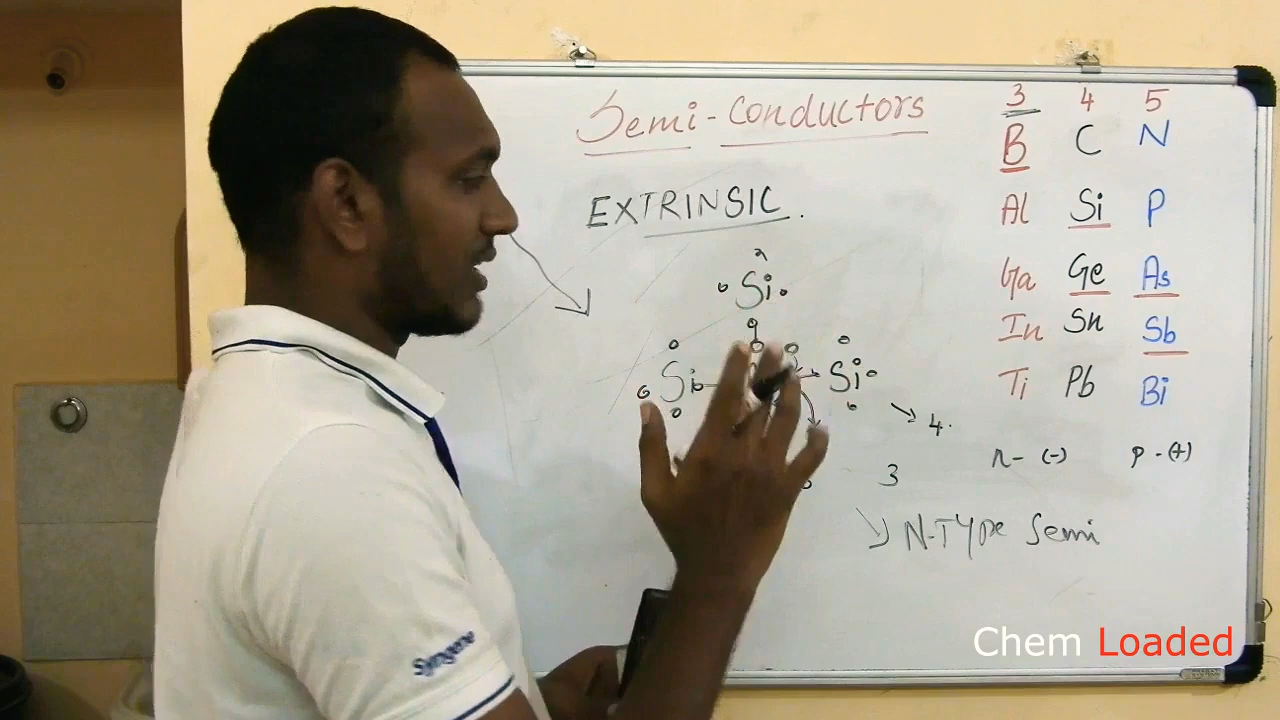 Semi-conductors
3 4 5
B C N
EXTRINSIC.
Al Si P
Ga Ge As
In Sn Sb
Ti Pb Bi
Si
Si Si
4.
n- (-) p-(+)
3
N-Type Semi
Syngene
Chem Loaded